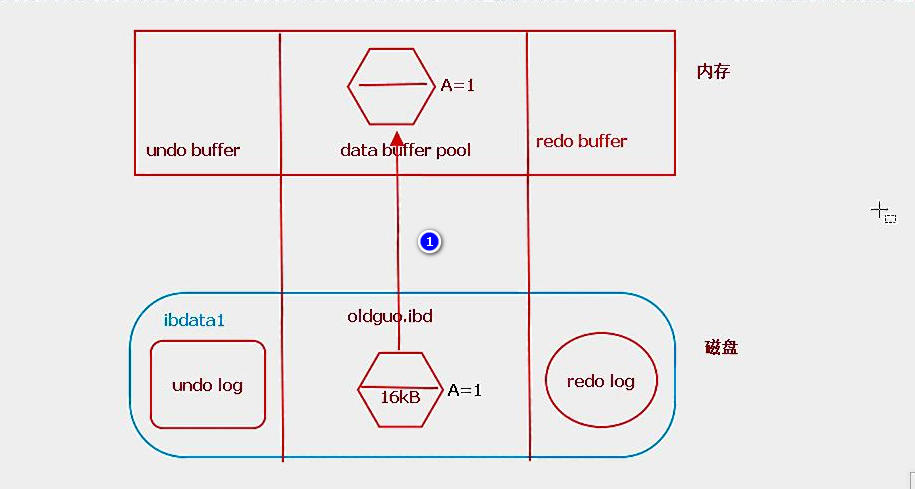 A=1
内存
undo buffer
data buffer pool
redo buffer
1
ibdata1
oldguo.ibd
磁盘
undo log
16kB
A=1
redo log